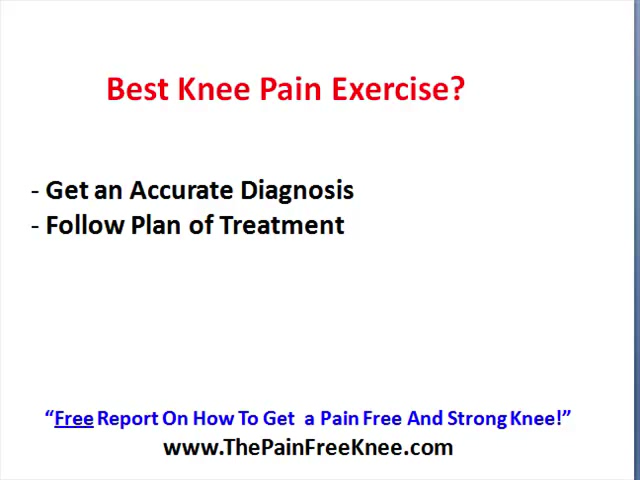 Best Knee Pain Exercise?
- Get an Accurate Diagnosis
- Follow Plan of Treatment
“Free Report On How To Get  a Pain Free And Strong Knee!”
www.ThePainFreeKnee.com